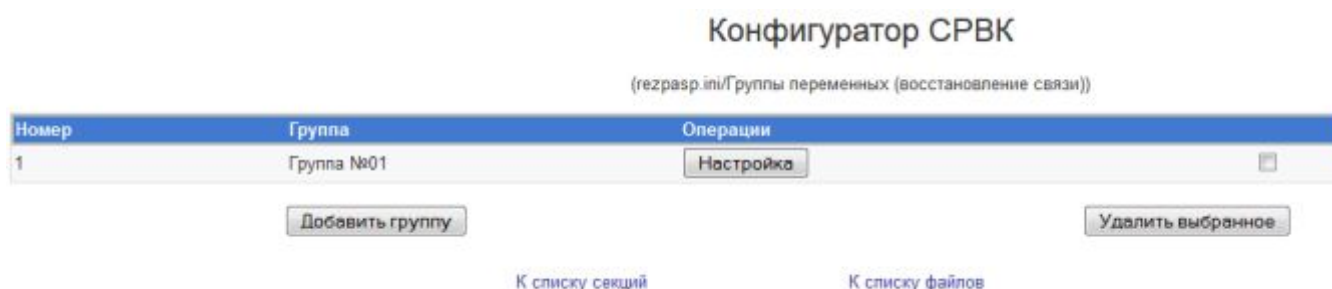 Конфигуратор СРВК
(rezpasp.ini/Группы переменных (восстановление связи))
Номер Группа Операции
1 Группа №01 Настройка
Добавить группу Удалить выбранное
К списку секций К списку файлов